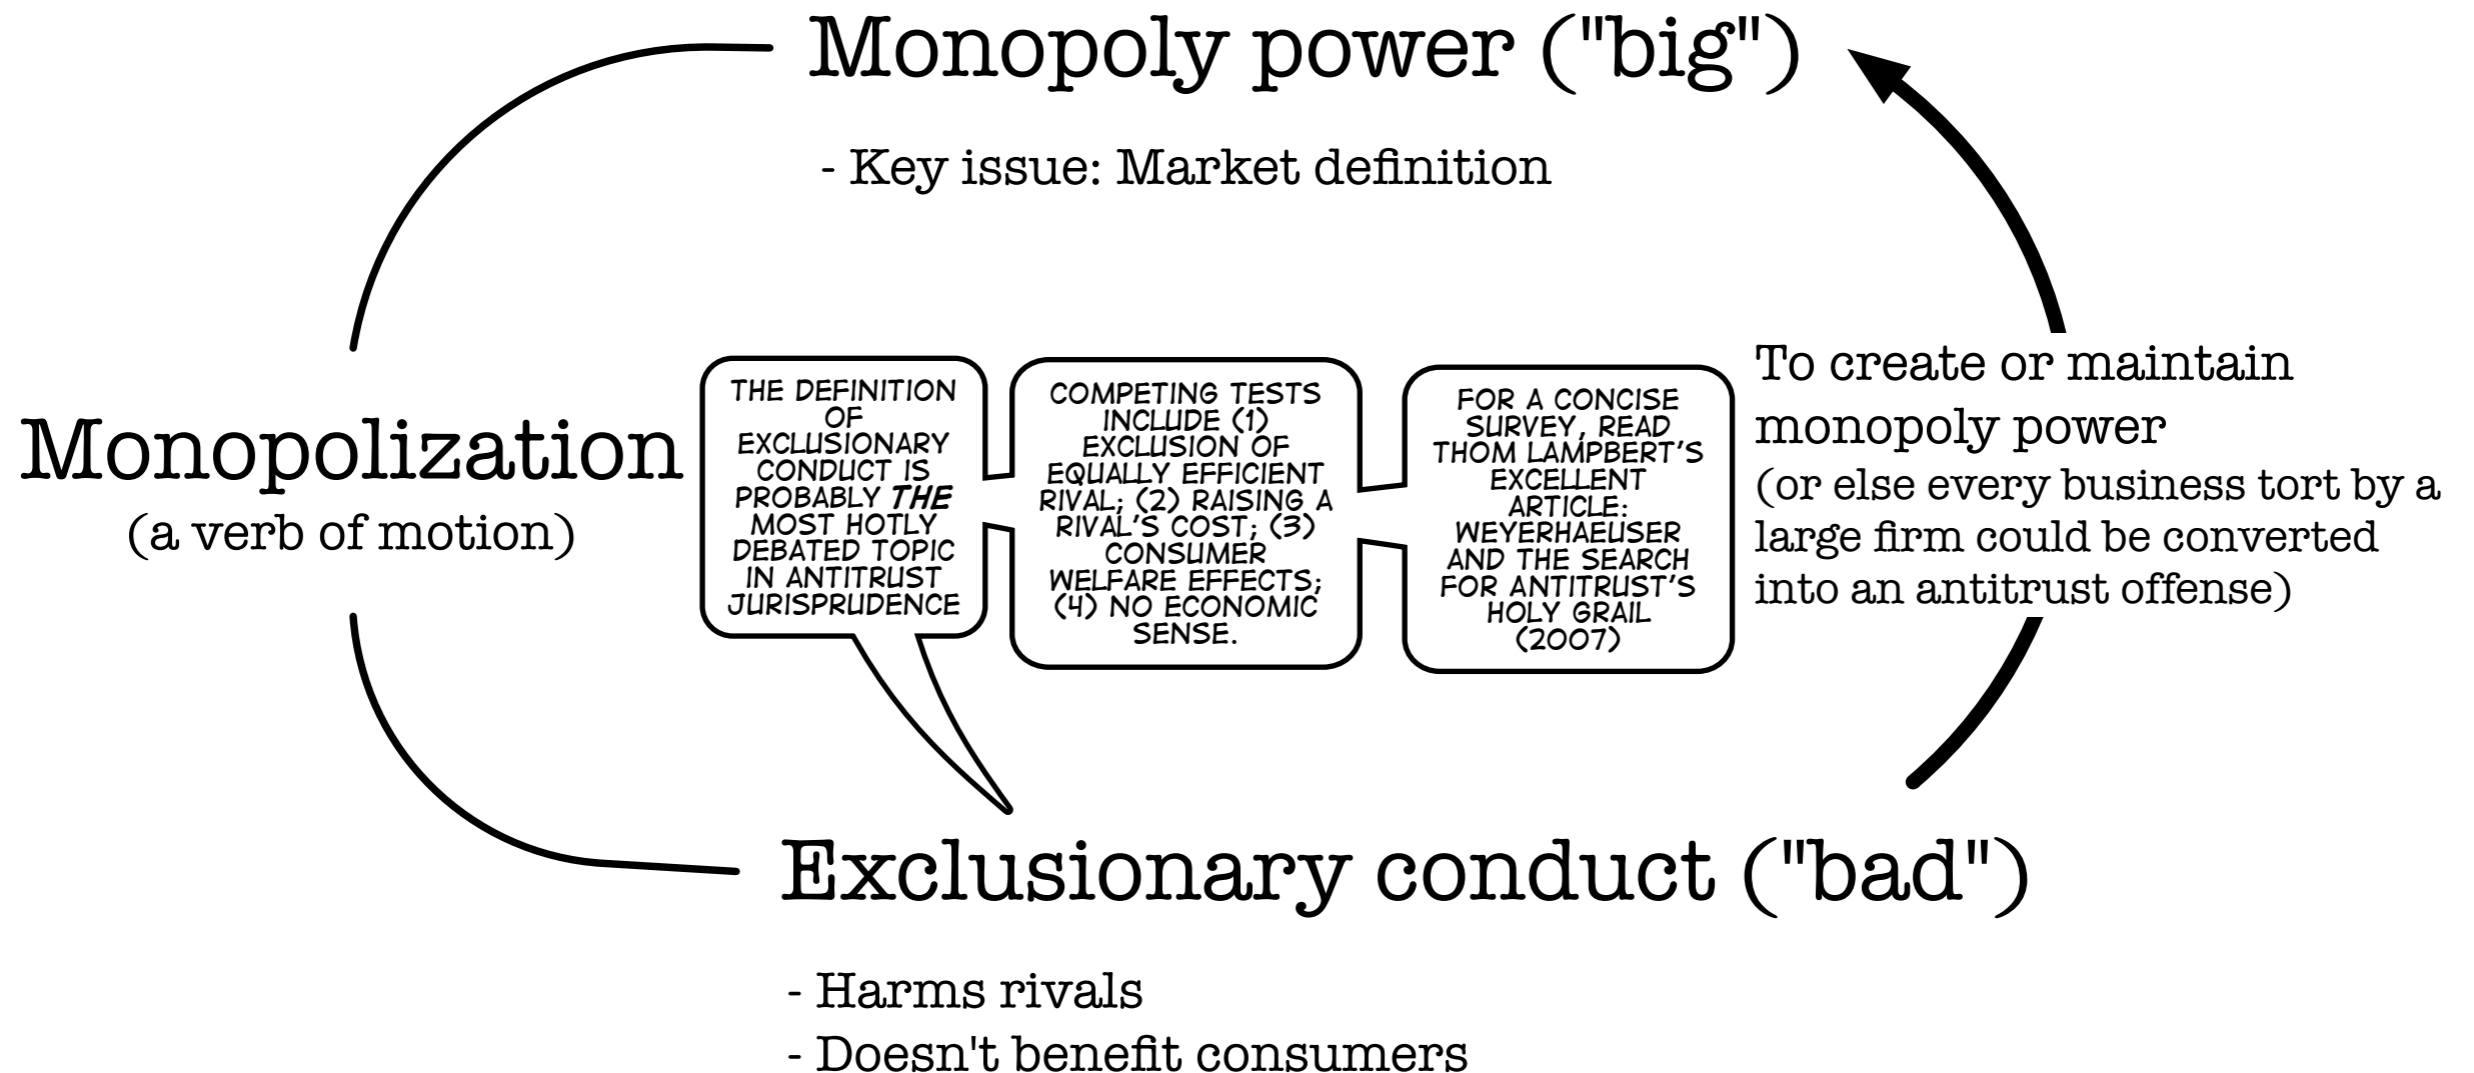 Monopoly power ("big")
- Key issue: Market definition
Monopolization
(a verb of motion)
THE DEFINITION
OF
EXCLUSIONARY
CONDUCT IS
PROBABLY THE
MOST HOTLY
DEBATED TOPIC
IN ANTITRUST
JURISPRUDENCE
COMPETING TESTS
INCLUDE (1)
EXCLUSION OF
EQUALLY EFFICIENT
RIVAL; (2) RAISING A
RIVAL'S COST; (3)
CONSUMER
WELFARE EFFECTS;
(4) NO ECONOMIC
SENSE.
FOR A CONCISE
SURVEY, READ
THOM LAMPBERT'S
EXCELLENT
ARTICLE:
WEYERHAEUSER
AND THE SEARCH
FOR ANTITRUST'S
HOLY GRAIL
(2007)
To create or maintain
monopoly power
(or else every business tort by a
large firm could be converted
into an antitrust offense)
Exclusionary conduct ("bad")
- Harms rivals
- Doesn't benefit consumers